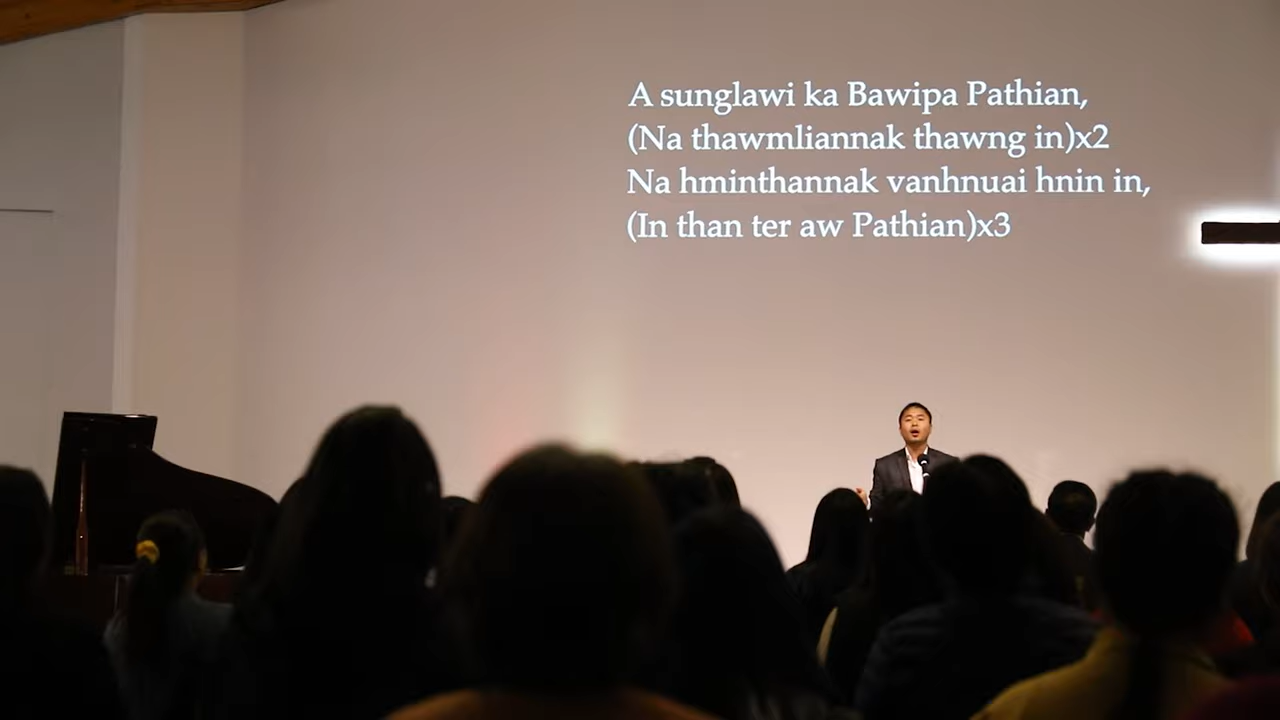 A sunglawi ka Bawipa Pathian,
(Na thawmliannak thawng in)x2
Na hminthannak vanhnuai hnin in,
(In than ter aw Pathian)x3